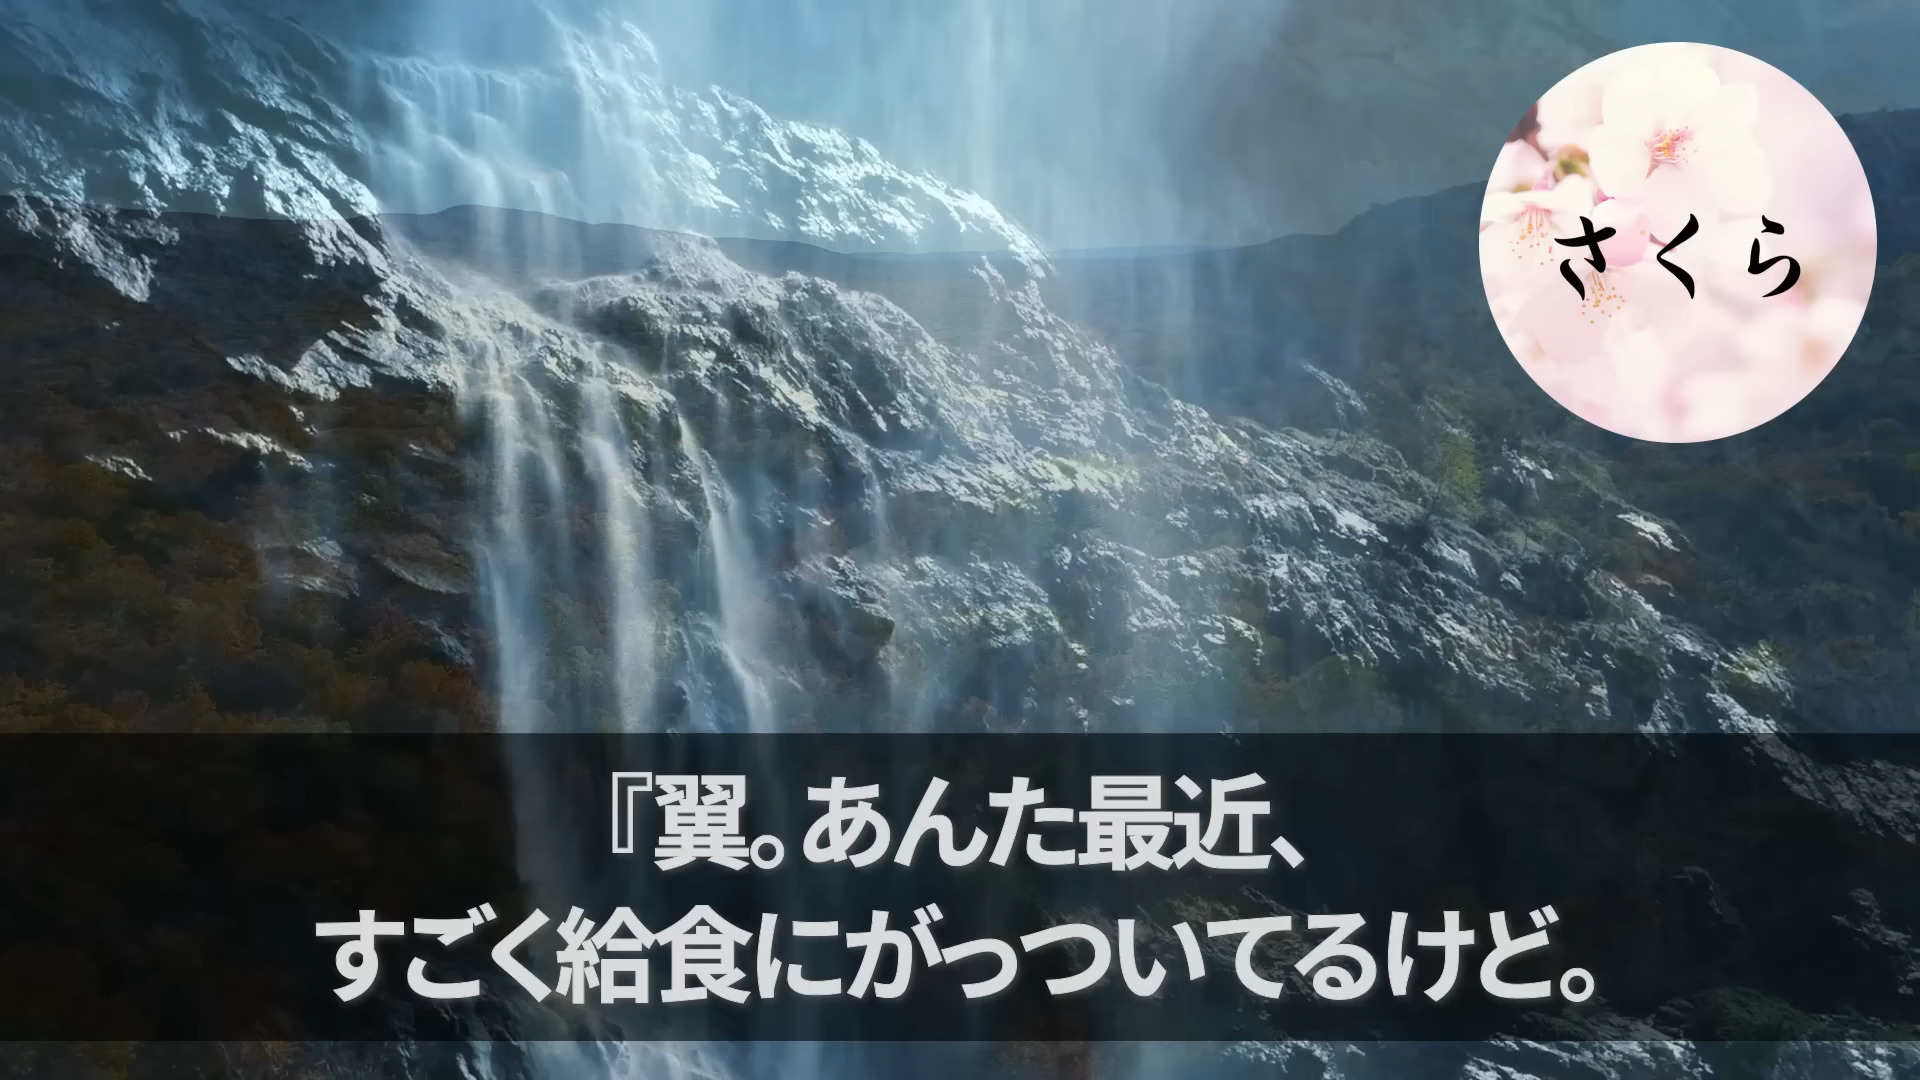 さくら
『翼。あんた最近、
すごく給食にがっついてるけど。